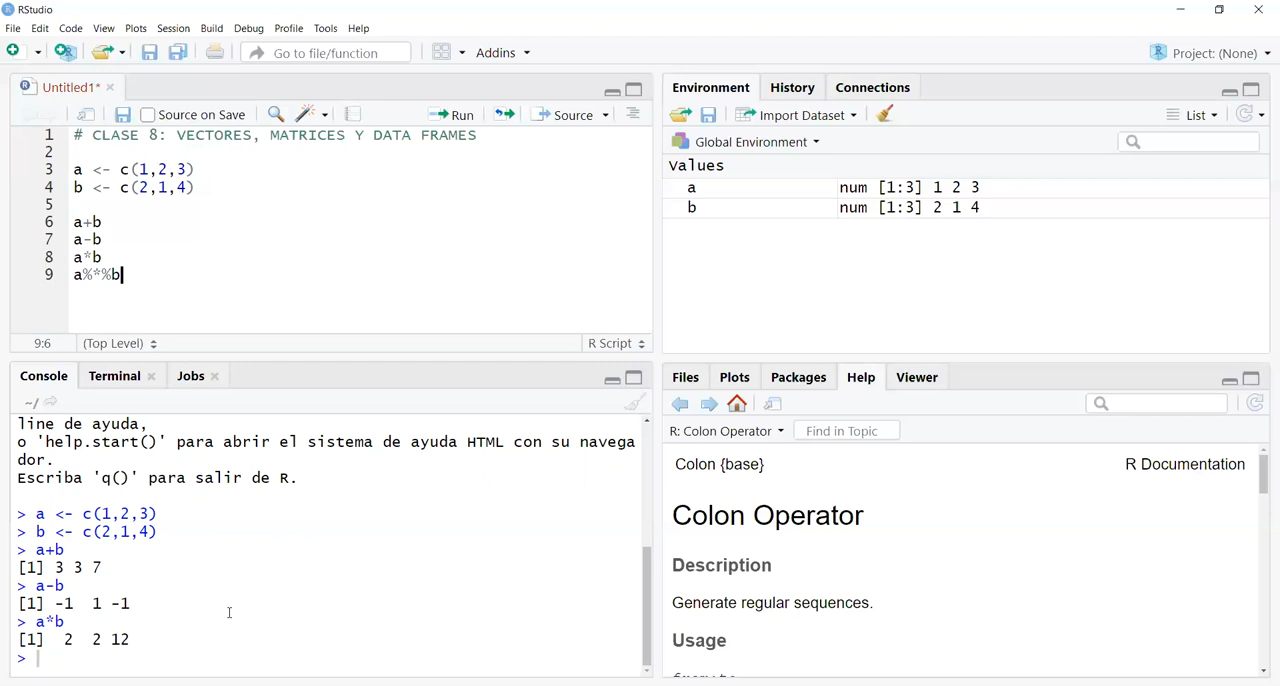 RStudio
File Edit Code View Plots Session Build Debug Profile Tools Help
Go to file/function Addins Project: (None)
Untitled1*
Source on Save Run Source
1 # CLASE 8: VECTORES, MATRICES Y DATA FRAMES
2
3 a <- c(1,2,3)
4 b <- c(2,1,4)
5
6 a+b
7 a-b
8 a*b
9 a%*%b
9:6 (Top Level) R Script
Console Terminal Jobs
~/
line de ayuda,
o 'help.start()' para abrir el sistema de ayuda HTML con su navega
dor.
Escriba 'q()' para salir de R.
> a <- c(1,2,3)
> b <- c(2,1,4)
> a+b
[1] 3 3 7
> a-b
[1] -1  1 -1
> a*b
[1]  2  2 12
>
Environment History Connections
Import Dataset List
Global Environment
Values
a num [1:3] 1 2 3
b num [1:3] 2 1 4
Files Plots Packages Help Viewer
R: Colon Operator Find in Topic
Colon {base} R Documentation
Colon Operator
Description
Generate regular sequences.
Usage